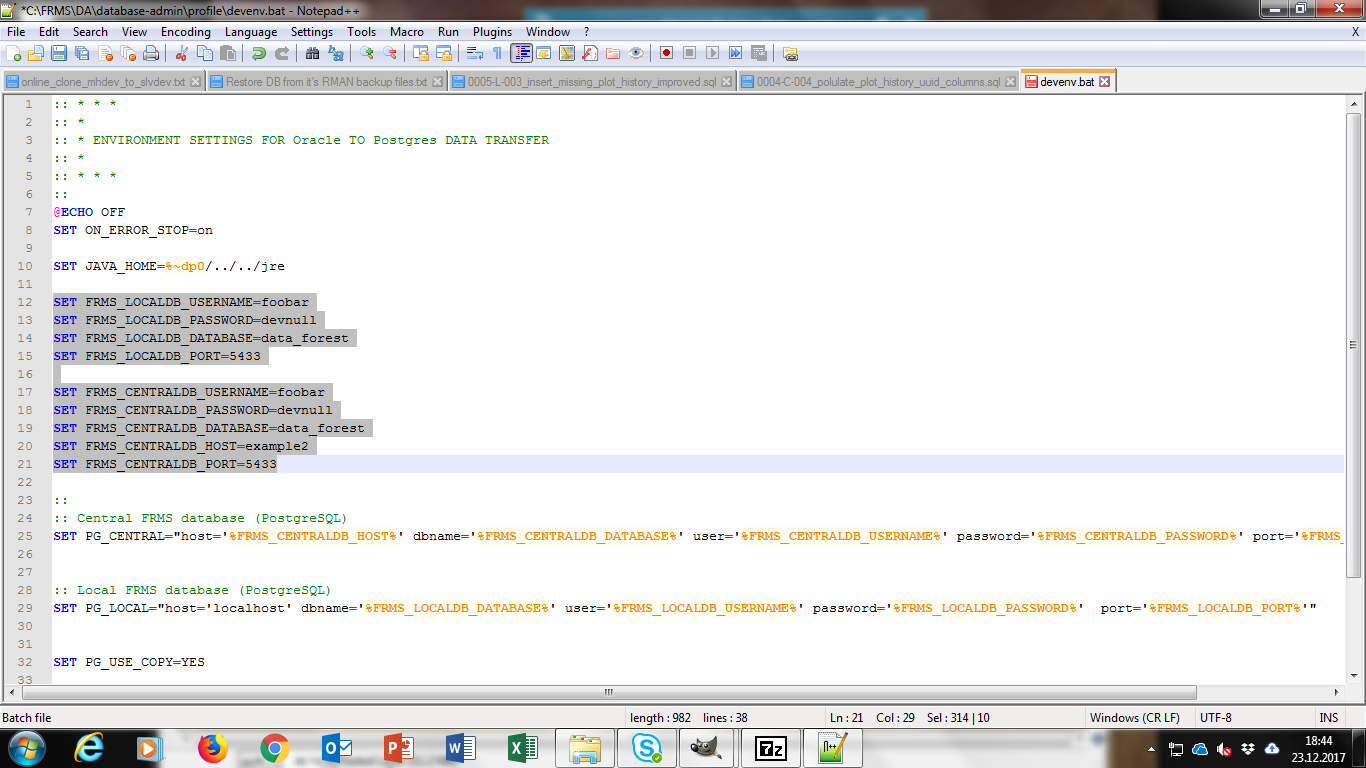 *C:\FRMS\DA\database-admin\profile\devenv.bat - Notepad++
File Edit Search View Encoding Language Settings Tools Macro Run Plugins Window ? X
online_clone_mhdev_to_slvdev.txt Restore DB from it's RMAN backup files.txt 0005-L-003_insert_missing_plot_history_improved.sql 0004-C-004_polulate_plot_history_uuid_columns.sql devenv.bat
1 :: * * *
2 :: *
3 :: * ENVIRONMENT SETTINGS FOR Oracle TO Postgres DATA TRANSFER
4 :: *
5 :: * * *
6 ::
7 @ECHO OFF
8 SET ON_ERROR_STOP=on
9
10 SET JAVA_HOME=%~dp0/../../jre
11
12 SET FRMS_LOCALDB_USERNAME=foobar
13 SET FRMS_LOCALDB_PASSWORD=devnull
14 SET FRMS_LOCALDB_DATABASE=data_forest
15 SET FRMS_LOCALDB_PORT=5433
16
17 SET FRMS_CENTRALDB_USERNAME=foobar
18 SET FRMS_CENTRALDB_PASSWORD=devnull
19 SET FRMS_CENTRALDB_DATABASE=data_forest
20 SET FRMS_CENTRALDB_HOST=example2
21 SET FRMS_CENTRALDB_PORT=5433
22
23 ::
24 :: Central FRMS database (PostgreSQL)
25 SET PG_CENTRAL="host='%FRMS_CENTRALDB_HOST%' dbname='%FRMS_CENTRALDB_DATABASE%' user='%FRMS_CENTRALDB_USERNAME%' password='%FRMS_CENTRALDB_PASSWORD%' port='%FRMS_
26
27
28 :: Local FRMS database (PostgreSQL)
29 SET PG_LOCAL="host='localhost' dbname='%FRMS_LOCALDB_DATABASE%' user='%FRMS_LOCALDB_USERNAME%' password='%FRMS_LOCALDB_PASSWORD%'  port='%FRMS_LOCALDB_PORT%'"
30
31
32 SET PG_USE_COPY=YES
33
Batch file length : 982 lines : 38 Ln : 21 Col : 29 Sel : 314 | 10 Windows (CR LF) UTF-8 INS
18:44
23.12.2017